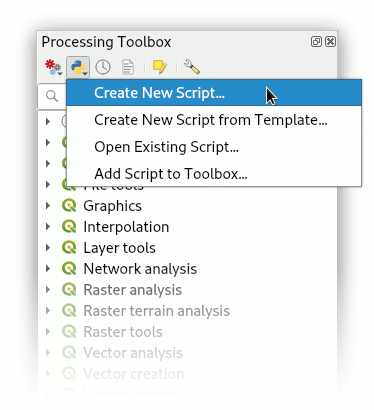 Processing Toolbox
Create New Script...
Create New Script from Template...
Open Existing Script...
Add Script to Toolbox...
File tools
Graphics
Interpolation
Layer tools
Network analysis
Raster analysis
Raster terrain analysis
Raster tools
Vector analysis
Vector creation